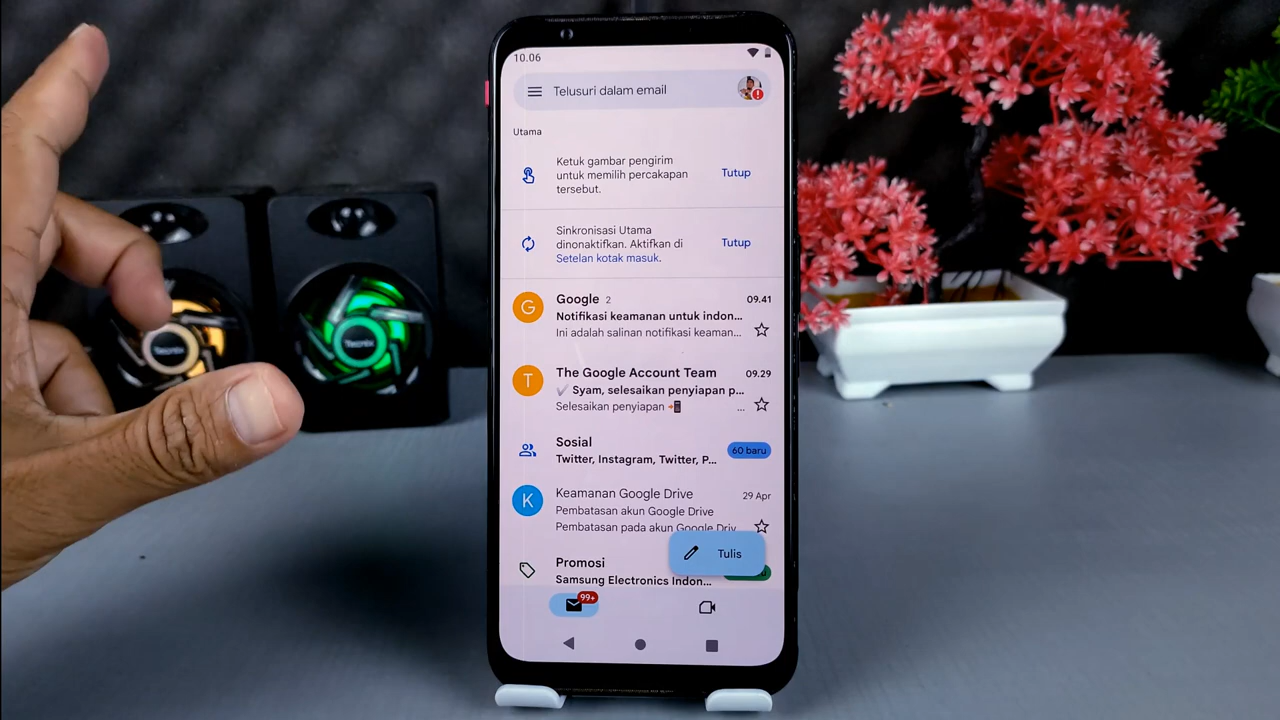 10.06
Telusuri dalam email
Utama
Ketuk gambar pengirim
untuk memilih percakapan
tersebut.
Tutup
Sinkronisasi Utama
dinonaktifkan. Aktifkan di
Setelan kotak masuk.
Tutup
G
Google 2
09.41
Notifikasi keamanan untuk indon...
Ini adalah salinan notifikasi keaman...
T
The Google Account Team
09.29
Syam, selesaikan penyiapan p...
Selesaikan penyiapan
...
Sosial
Twitter, Instagram, Twitter, P...
60 baru
K
Keamanan Google Drive
29 Apr
Pembatasan akun Google Drive
Pembatasan pada akun Google Driv
Tulis
Promosi
Samsung Electronics Indon...
99+
Tecnix
Tecnix